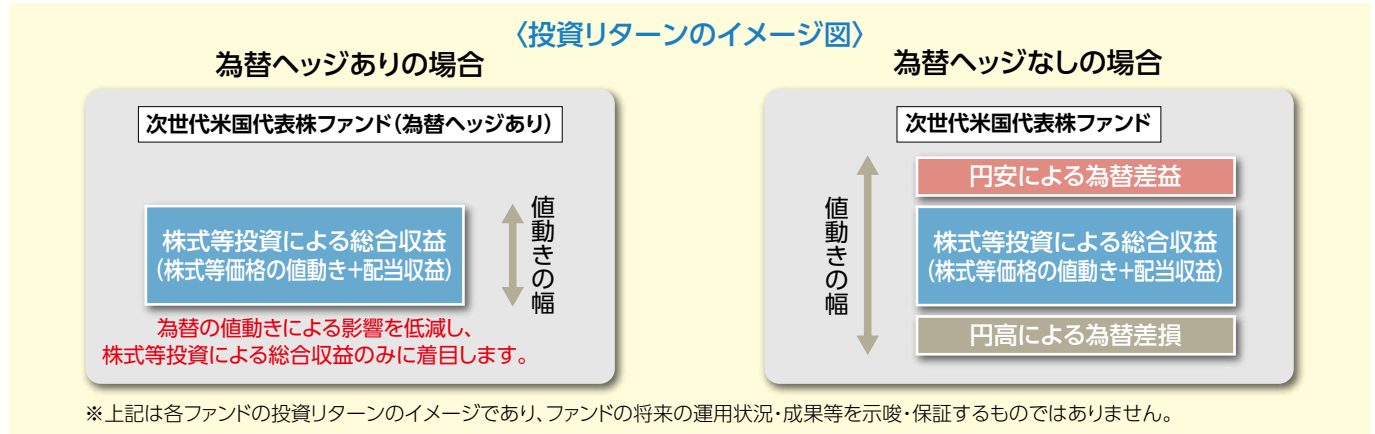 〈投資リターンのイメージ図〉
為替ヘッジありの場合
次世代米国代表株ファンド(為替ヘッジあり)
株式等投資による総合収益
(株式等価格の値動き+配当収益)
値動きの幅
為替の値動きによる影響を低減し、
株式等投資による総合収益のみに着目します。
為替ヘッジなしの場合
次世代米国代表株ファンド
値動きの幅
円安による為替差益
株式等投資による総合収益
(株式等価格の値動き+配当収益)
円高による為替差損
※上記は各ファンドの投資リターンのイメージであり、ファンドの将来の運用状況・成果等を示唆・保証するものではありません。